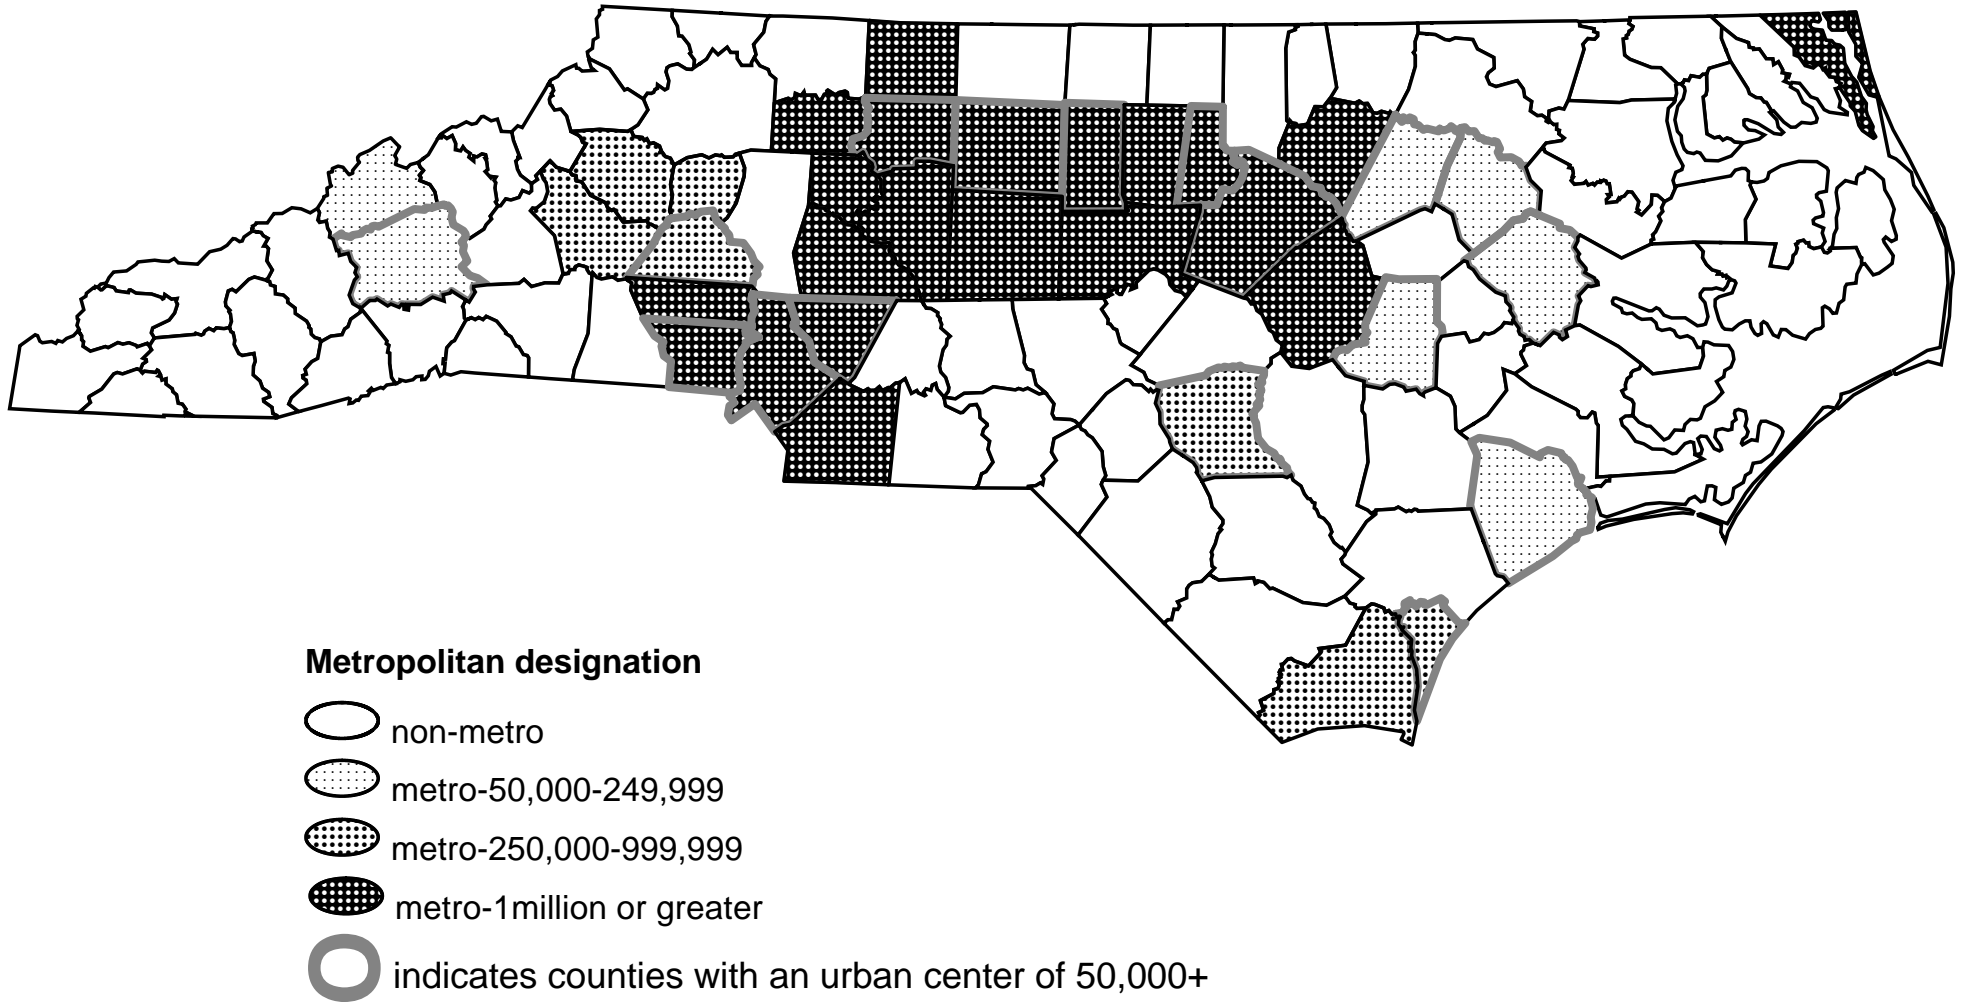 Metropolitan designation
non-metro
metro-50,000-249,999
metro-250,000-999,999
metro-1million or greater
indicates counties with an urban center of 50,000+